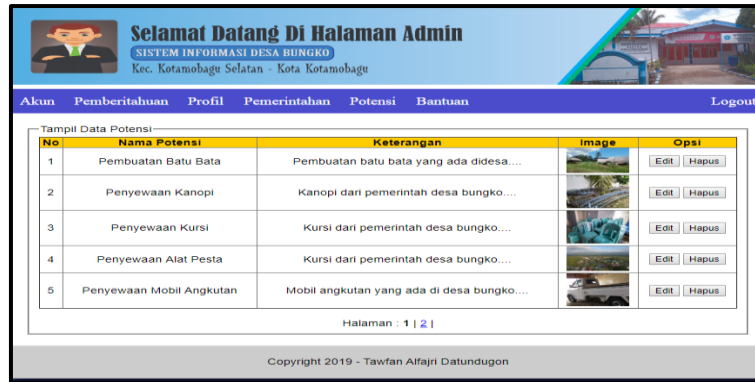 Selamat Datang Di Halaman Admin
SISTEM INFORMASI DESA BUNGKO
Kec. Kotamobagu Selatan - Kota Kotamobagu
Akun Pemberitahuan Profil Pemerintahan Potensi Bantuan Logout
Tampil Data Potensi
No Nama Potensi Keterangan Image Opsi
1 Pembuatan Batu Bata Pembuatan batu bata yang ada didesa.... Edit Hapus
2 Penyewaan Kanopi Kanopi dari pemerintah desa bungko.... Edit Hapus
3 Penyewaan Kursi Kursi dari pemerintah desa bungko.... Edit Hapus
4 Penyewaan Alat Pesta Kursi dari pemerintah desa bungko.... Edit Hapus
5 Penyewaan Mobil Angkutan Mobil angkutan yang ada di desa bungko.... Edit Hapus
Halaman : 1 | 2 |
Copyright 2019 - Tawfan Alfajri Datundugon